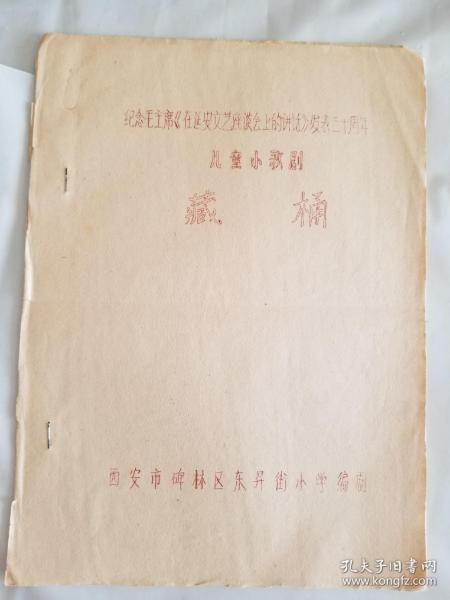 纪念毛主席《在延安文艺座谈会上的讲话》发表三十周年
儿童小歌剧
藏 桶
西安市碑林区东升街小学编剧
孔夫子旧书网
www.kongfz.com